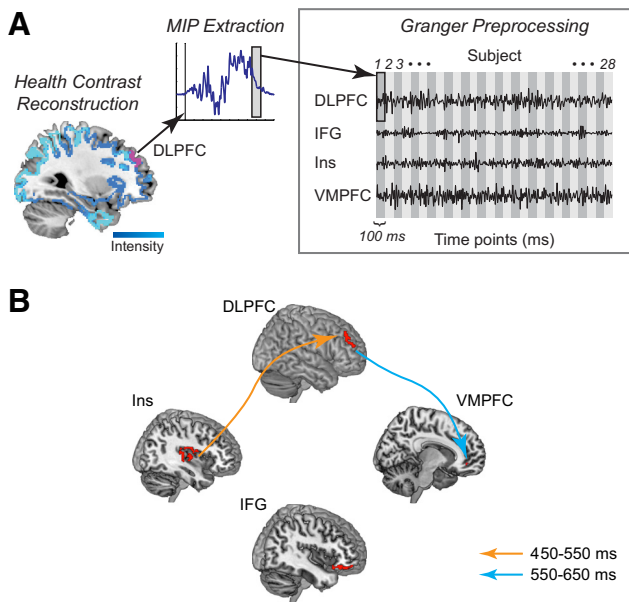 A
MIP Extraction
Granger Preprocessing
Health Contrast
Reconstruction
DLPFC
Intensity
Subject
1 2 3 • • • • • • 28
DLPFC
IFG
Ins
VMPFC
100 ms
Time points (ms)
B
DLPFC
Ins
VMPFC
IFG
450-550 ms
550-650 ms